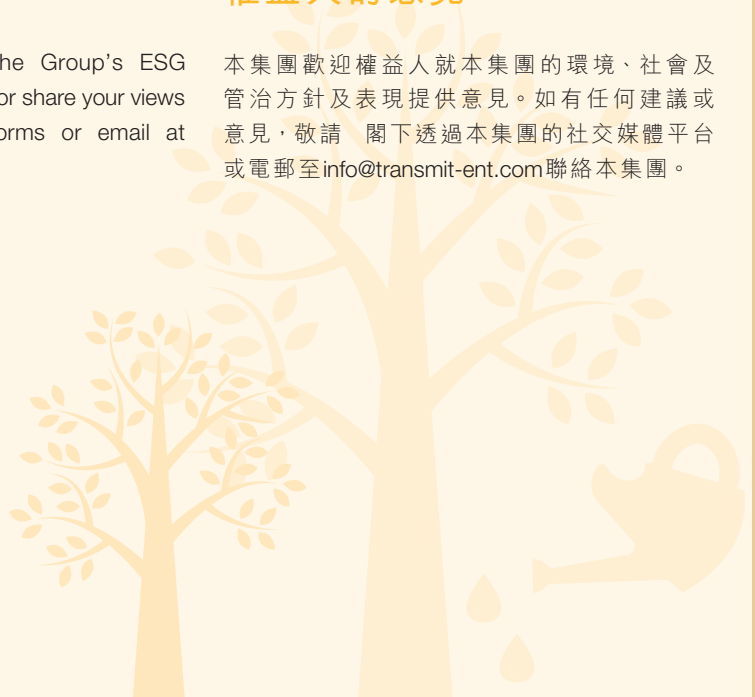 he Group's ESG
or share your views
orms or email at
本集團歡迎權益人就本集團的環境、社會及
管治方針及表現提供意見。如有任何建議或
意見，敬請　閣下透過本集團的社交媒體平台
或電郵至info@transmit-ent.com聯絡本集團。